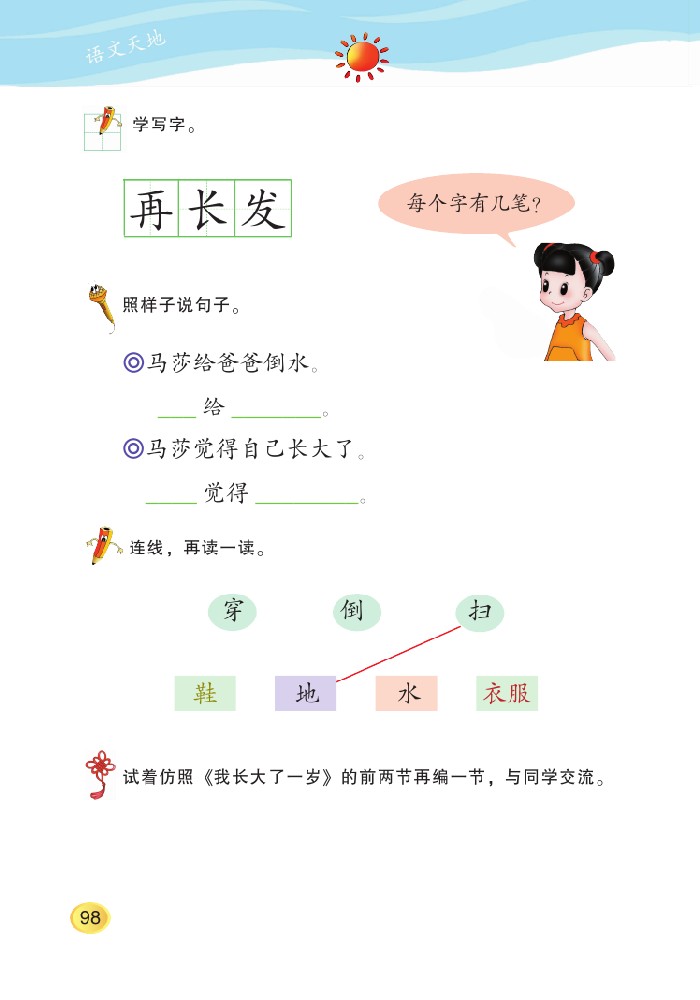 语文天地
学写字。
再长发
每个字有几笔？
照样子说句子。
◎马莎给爸爸倒水。
____ 给 ________。
◎马莎觉得自己长大了。
____ 觉得 ________。
连线，再读一读。
穿 倒 扫
鞋 地 水 衣服
试着仿照《我长大了一岁》的前两节再编一节，与同学交流。
98